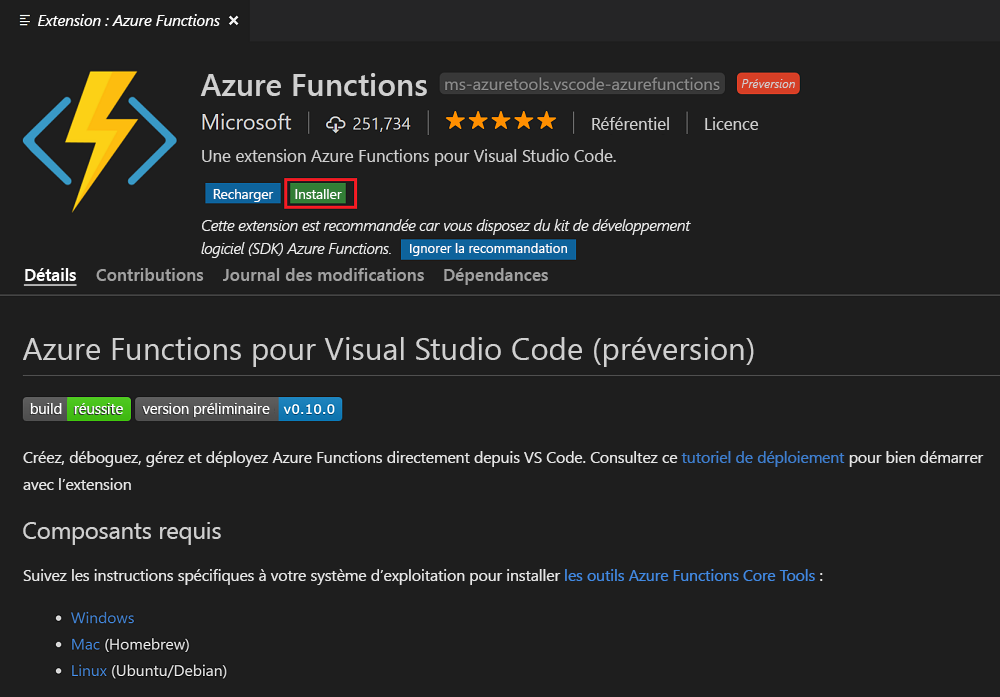 Extension : Azure Functions ×
Azure Functions ms-azuretools.vscode-azurefunctions Préversion
Microsoft 251,734 Référentiel Licence
Une extension Azure Functions pour Visual Studio Code.
Recharger Installer
Cette extension est recommandée car vous disposez du kit de développement
logiciel (SDK) Azure Functions. Ignorer la recommandation
Détails Contributions Journal des modifications Dépendances
Azure Functions pour Visual Studio Code (préversion)
build réussite version préliminaire v0.10.0
Créez, déboguez, gérez et déployez Azure Functions directement depuis VS Code. Consultez ce tutoriel de déploiement pour bien démarrer
avec l’extension
Composants requis
Suivez les instructions spécifiques à votre système d’exploitation pour installer les outils Azure Functions Core Tools :
• Windows
• Mac (Homebrew)
• Linux (Ubuntu/Debian)